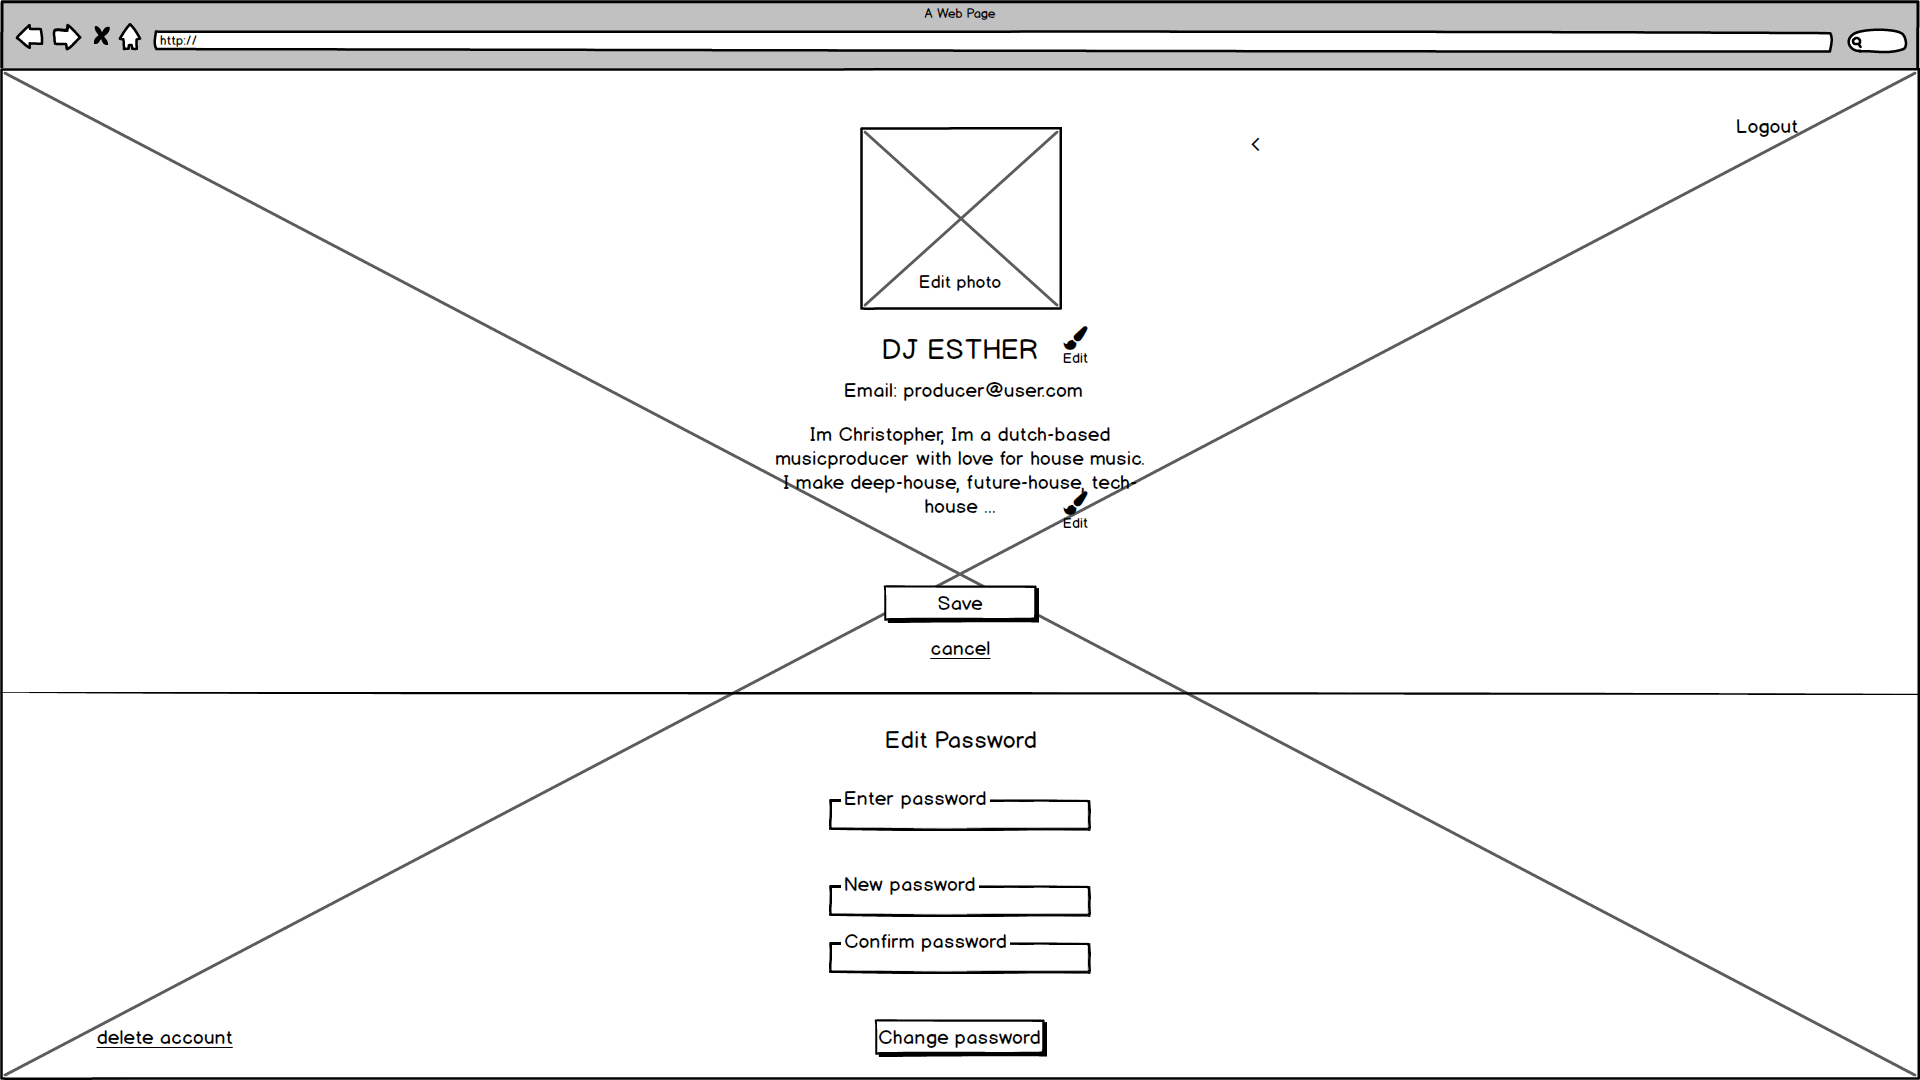 A Web Page
http://
Logout
<
Edit photo
DJ ESTHER
Edit
Email: producer@user.com
Im Christopher, Im a dutch-based
musicproducer with love for house music.
I make deep-house, future-house, tech-
house ...
Edit
Save
cancel
Edit Password
Enter password
New password
Confirm password
delete account
Change password